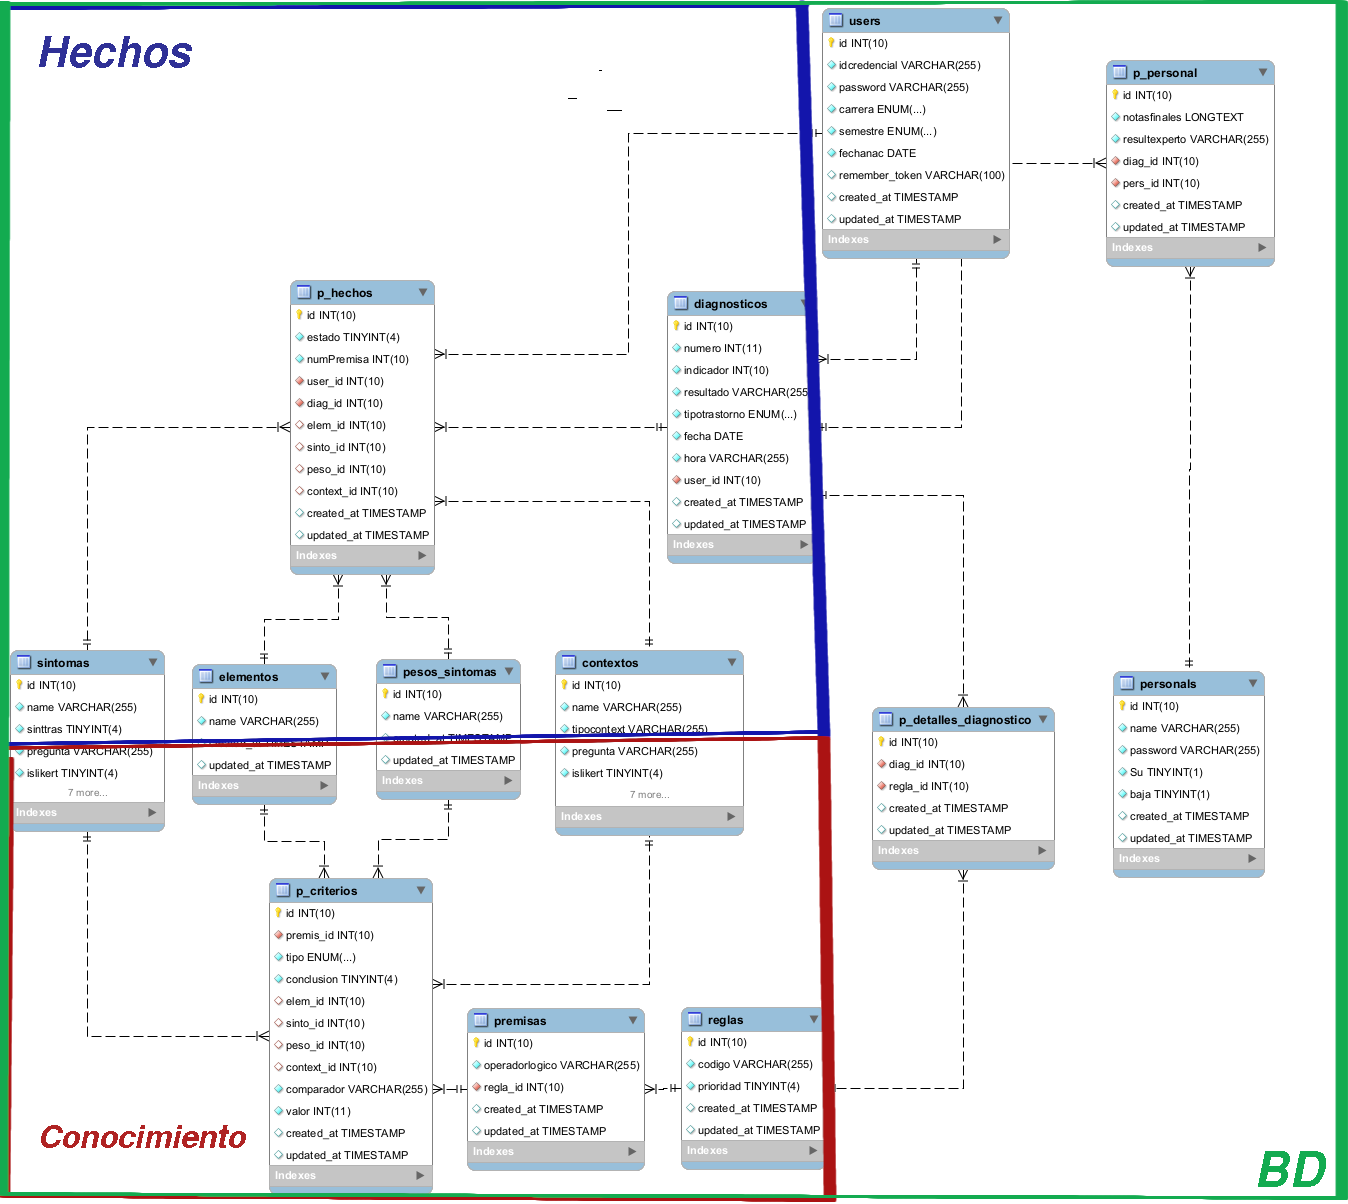 Hechos
users
id INT(10)
idcredencial VARCHAR(255)
password VARCHAR(255)
carrera ENUM(...)
semestre ENUM(...)
fechanac DATE
remember_token VARCHAR(100)
created_at TIMESTAMP
updated_at TIMESTAMP
Indexes
p_personal
id INT(10)
notasfinales LONGTEXT
resultexperto VARCHAR(255)
diag_id INT(10)
pers_id INT(10)
created_at TIMESTAMP
updated_at TIMESTAMP
Indexes
p_hechos
id INT(10)
estado TINYINT(4)
numPremisa INT(10)
user_id INT(10)
diag_id INT(10)
elem_id INT(10)
sinto_id INT(10)
peso_id INT(10)
context_id INT(10)
created_at TIMESTAMP
updated_at TIMESTAMP
Indexes
diagnosticos
id INT(10)
numero INT(11)
indicador INT(10)
resultado VARCHAR(255
tipotrastorno ENUM(...)
fecha DATE
hora VARCHAR(255)
user_id INT(10)
created_at TIMESTAMP
updated_at TIMESTAMP
Indexes
sintomas
id INT(10)
name VARCHAR(255)
sinttras TINYINT(4)
pregunta VARCHAR(255)
islikert TINYINT(4)
7 more...
Indexes
elementos
id INT(10)
name VARCHAR(255)
updated_at TIMESTAMP
Indexes
pesos_sintomas
id INT(10)
name VARCHAR(255)
created_at TIMESTAMP
updated_at TIMESTAMP
Indexes
contextos
id INT(10)
name VARCHAR(255)
tipocontext VARCHAR(255)
pregunta VARCHAR(255)
islikert TINYINT(4)
7 more...
Indexes
p_detalles_diagnostico
id INT(10)
diag_id INT(10)
regla_id INT(10)
created_at TIMESTAMP
updated_at TIMESTAMP
Indexes
personals
id INT(10)
name VARCHAR(255)
password VARCHAR(255)
Su TINYINT(1)
baja TINYINT(1)
created_at TIMESTAMP
updated_at TIMESTAMP
Indexes
p_criterios
id INT(10)
premis_id INT(10)
tipo ENUM(...)
conclusion TINYINT(4)
elem_id INT(10)
sinto_id INT(10)
peso_id INT(10)
context_id INT(10)
comparador VARCHAR(255)
valor INT(11)
created_at TIMESTAMP
updated_at TIMESTAMP
Indexes
premisas
id INT(10)
operadorlogico VARCHAR(255)
regla_id INT(10)
created_at TIMESTAMP
updated_at TIMESTAMP
Indexes
reglas
id INT(10)
codigo VARCHAR(255)
prioridad TINYINT(4)
created_at TIMESTAMP
updated_at TIMESTAMP
Indexes
Conocimiento
BD